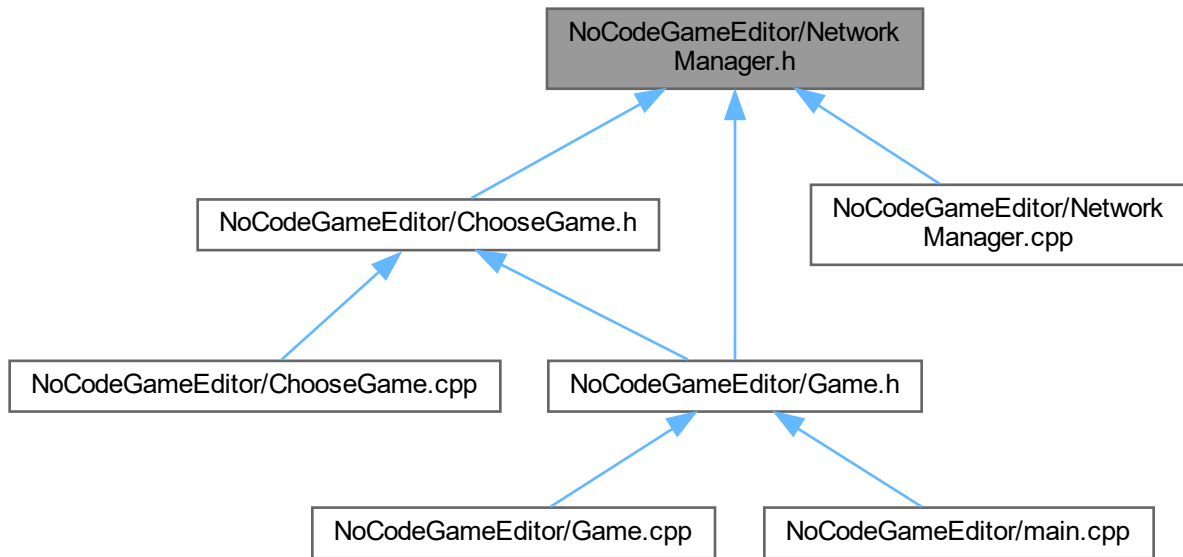 NoCodeGameEditor/Network
Manager.h
NoCodeGameEditor/ChooseGame.h
NoCodeGameEditor/Network
Manager.cpp
NoCodeGameEditor/ChooseGame.cpp
NoCodeGameEditor/Game.h
NoCodeGameEditor/Game.cpp
NoCodeGameEditor/main.cpp